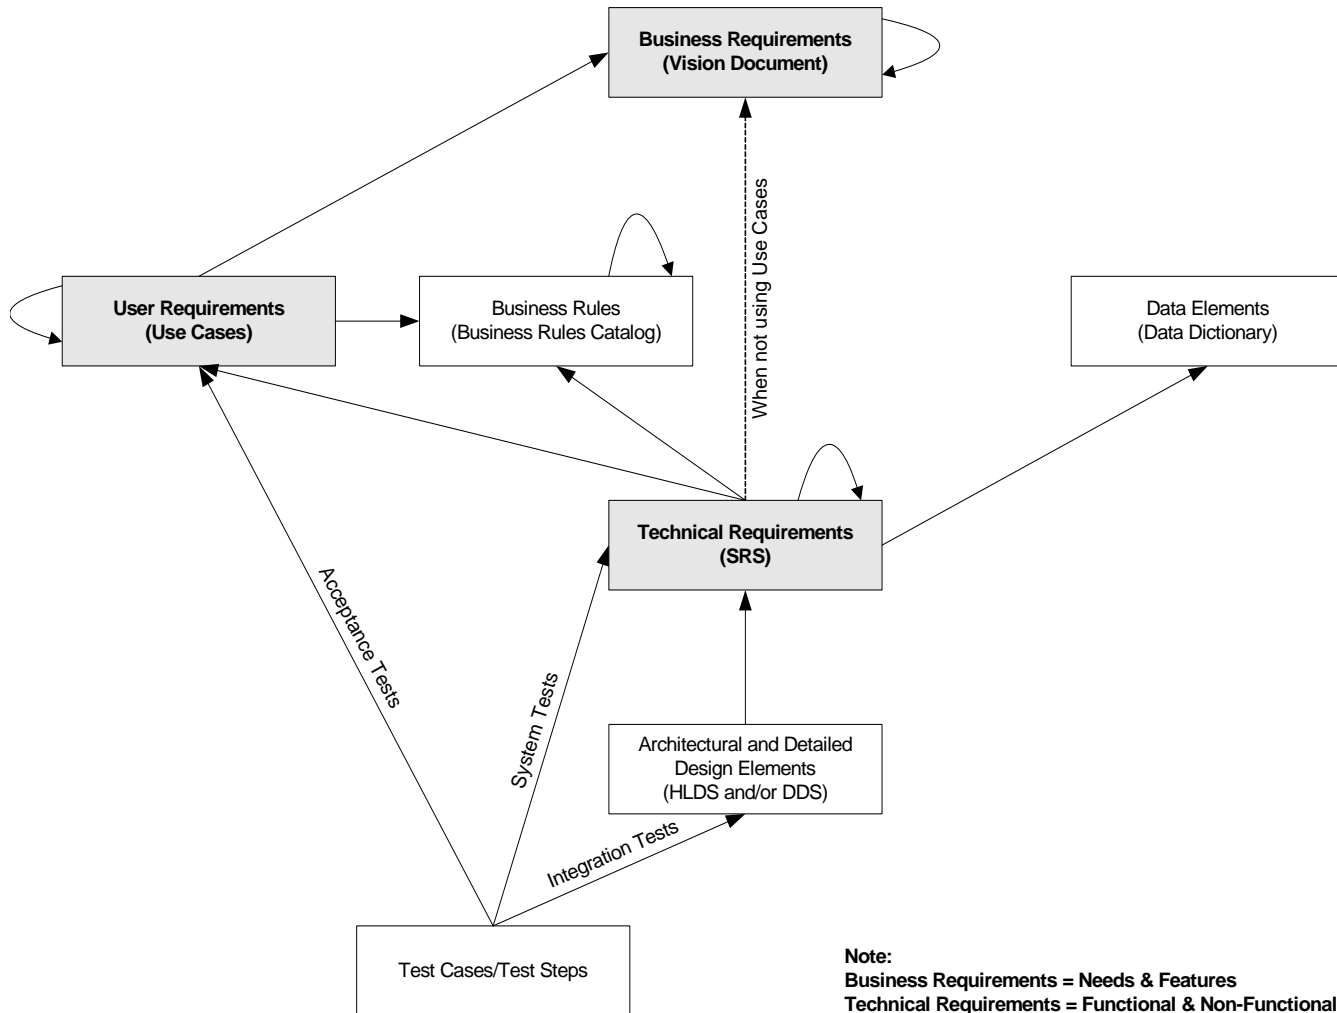 Business Requirements
(Vision Document)
When not using Use Cases
User Requirements
(Use Cases)
Business Rules
(Business Rules Catalog)
Data Elements
(Data Dictionary)
Technical Requirements
(SRS)
Acceptance Tests
System Tests
Architectural and Detailed
Design Elements
(HLDS and/or DDS)
Integration Tests
Test Cases/Test Steps
Note:
Business Requirements = Needs & Features
Technical Requirements = Functional & Non-Functional